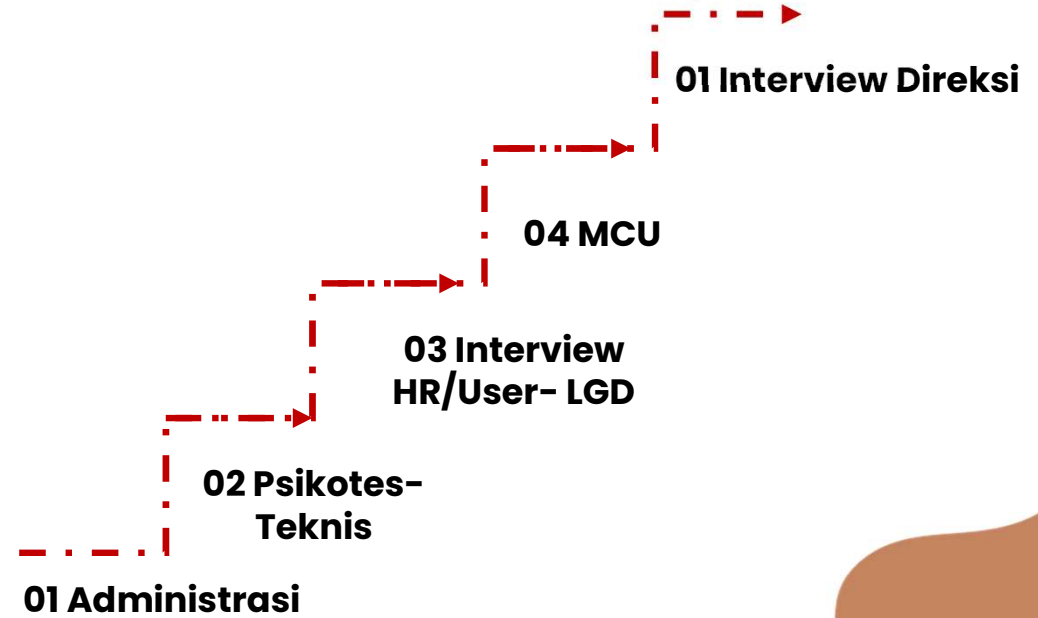 01 Interview Direksi
04 MCU
03 Interview
HR/User- LGD
02 Psikotes-
Teknis
01 Administrasi